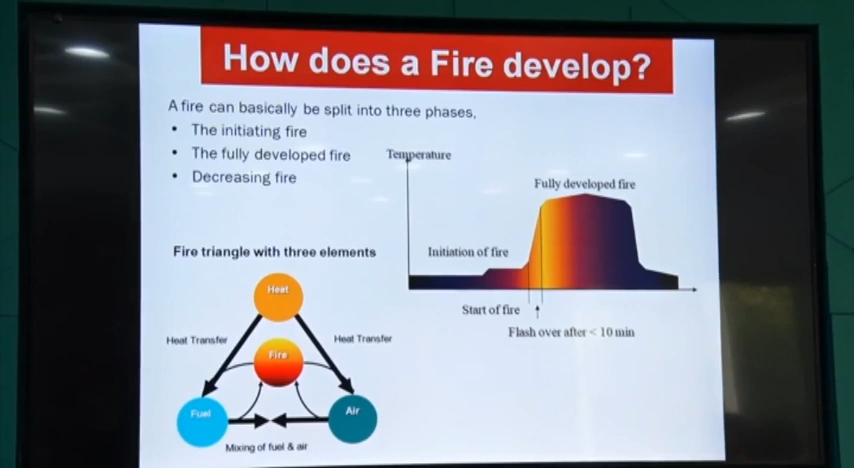 How does a Fire develop?
A fire can basically be split into three phases,
• The initiating fire
• The fully developed fire
• Decreasing fire
Temperature
Fully developed fire
Initiation of fire
Start of fire
Flash over after < 10 min
Fire triangle with three elements
Heat
Heat Transfer
Heat Transfer
Fire
Fuel
Air
Mixing of fuel & air